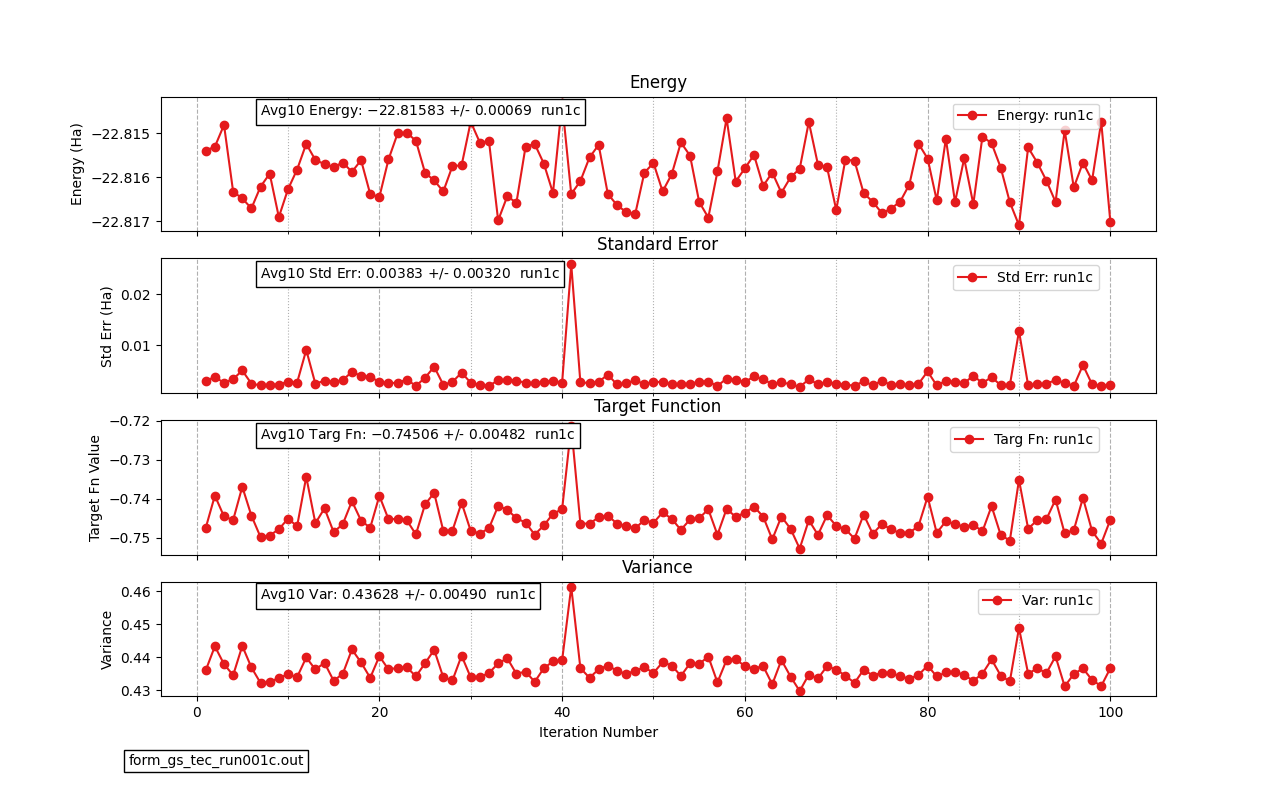 Energy
Avg10 Energy: −22.81583 +/- 0.00069  run1c
Energy: run1c
Energy (Ha)
−22.815
−22.816
−22.817
Standard Error
Avg10 Std Err: 0.00383 +/- 0.00320  run1c
Std Err: run1c
Std Err (Ha)
0.02
0.01
Target Function
Avg10 Targ Fn: −0.74506 +/- 0.00482  run1c
Targ Fn: run1c
Target Fn Value
−0.72
−0.73
−0.74
−0.75
Variance
Avg10 Var: 0.43628 +/- 0.00490  run1c
Var: run1c
Variance
0.46
0.45
0.44
0.43
0 20 40 60 80 100
Iteration Number
form_gs_tec_run001c.out